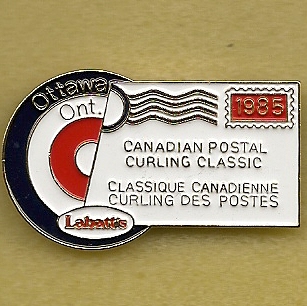 Ottawa
Ont.
1985
CANADIAN POSTAL
CURLING CLASSIC
CLASSIQUE CANADIENNE
CURLING DES POSTES
Labatt's